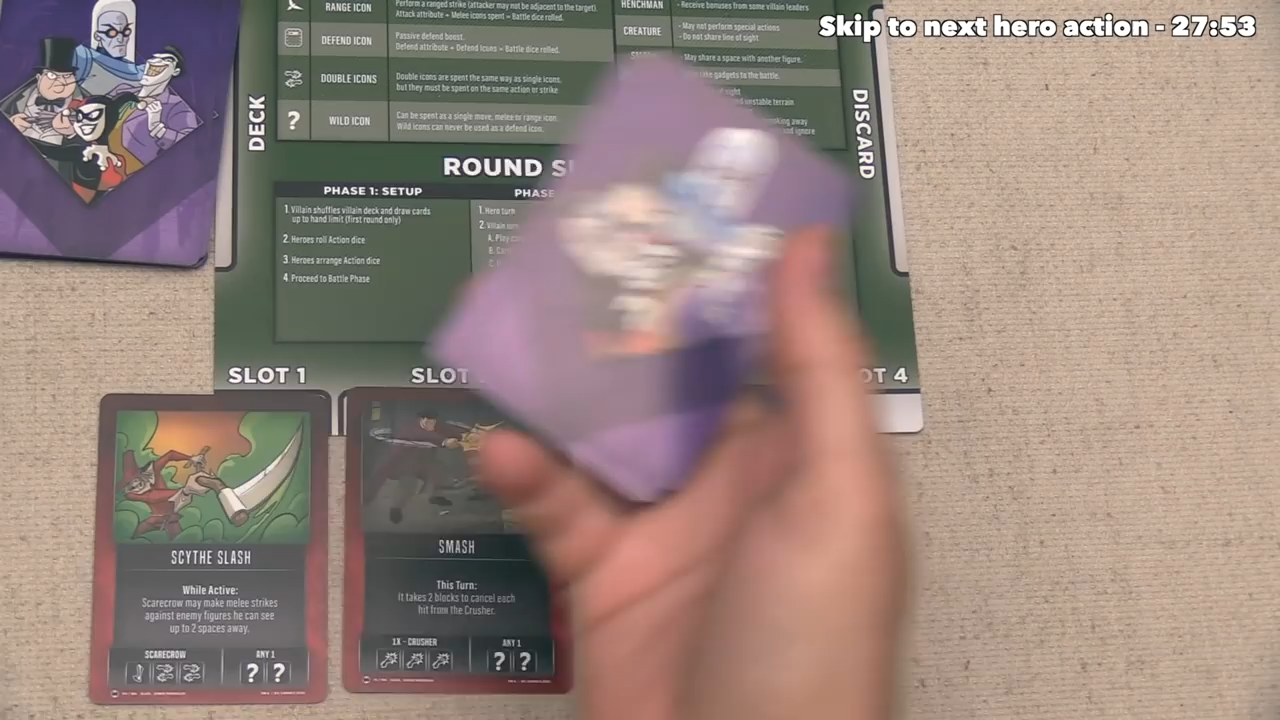 Skip to next hero action - 27:53
RANGE ICON
Perform a ranged strike (attacker may not be adjacent to the target).
Attack attribute + Melee icons spent = Battle dice rolled.
DEFEND ICON
Passive defend boost.
Defend attribute + Defend Icons = Battle dice rolled.
DOUBLE ICONS
Double icons are spent the same way as single icons,
but they must be spent on the same action or strike
? WILD ICON
Can be spent as a single move, melee or range icon.
Wild icons can never be used as a defend icon.
HENCHMAN
- Receive bonuses from some villain leaders
CREATURE
- May not perform special actions
- Do not share line of sight
May share a space with another figure.
gadgets to the battle.
unstable terrain
DECK
DISCARD
ROUND
PHASE 1: SETUP
1. Villain shuffles villain deck and draw cards
up to hand limit (first round only)
2. Heroes roll Action dice
3. Heroes arrange Action dice
4. Proceed to Battle Phase
PHASE
1. Hero turn
2. Villain
A. Play
B.
SLOT 1
SLOT
4
SCYTHE SLASH
While Active:
Scarecrow may make melee strikes
against enemy figures he can see
up to 2 spaces away.
SCARECROW
ANY 1
? ?
SMASH
This Turn:
It takes 2 blocks to cancel each
hit from the Crusher.
1X - CRUSHER
ANY 1
? ?